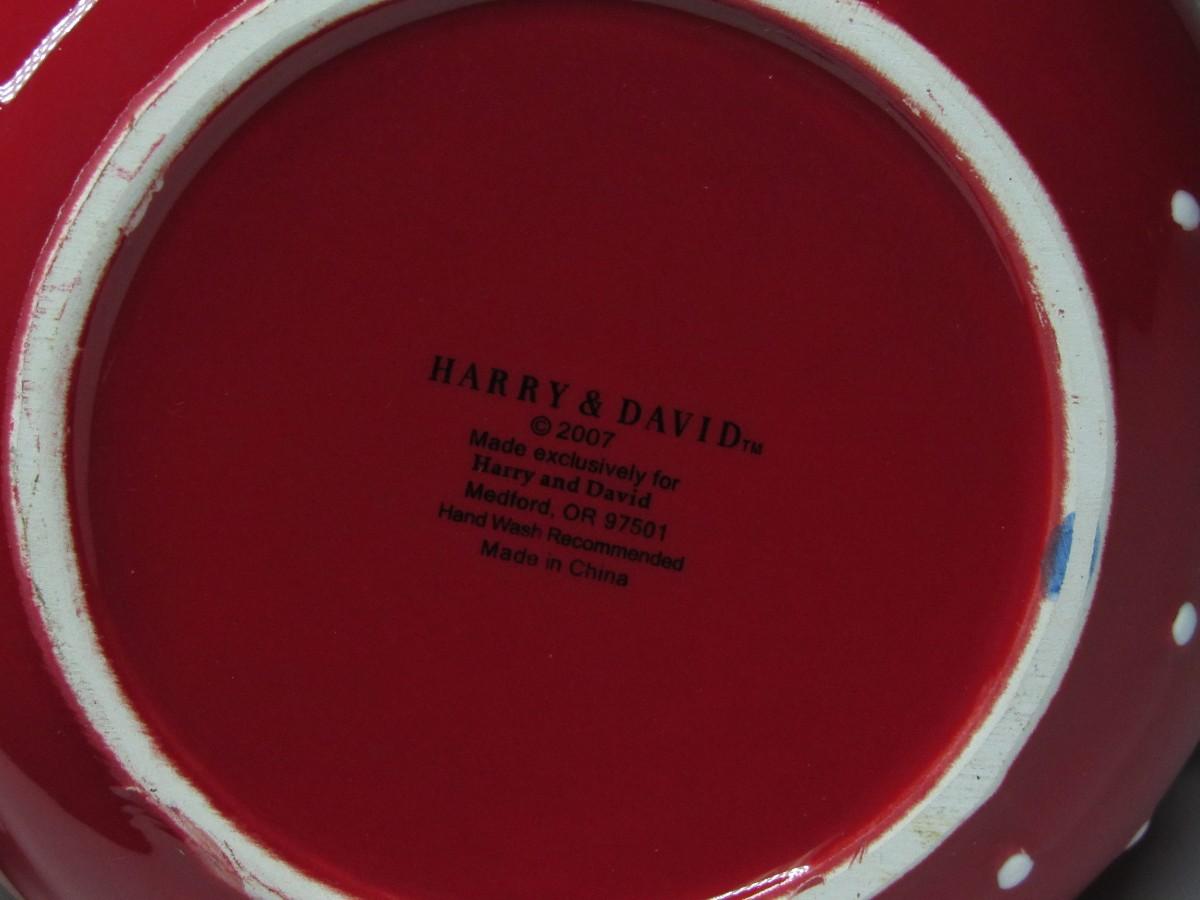 HARRY & DAVID™
© 2007
Made exclusively for
Harry and David
Medford, OR 97501
Hand Wash Recommended
Made in China